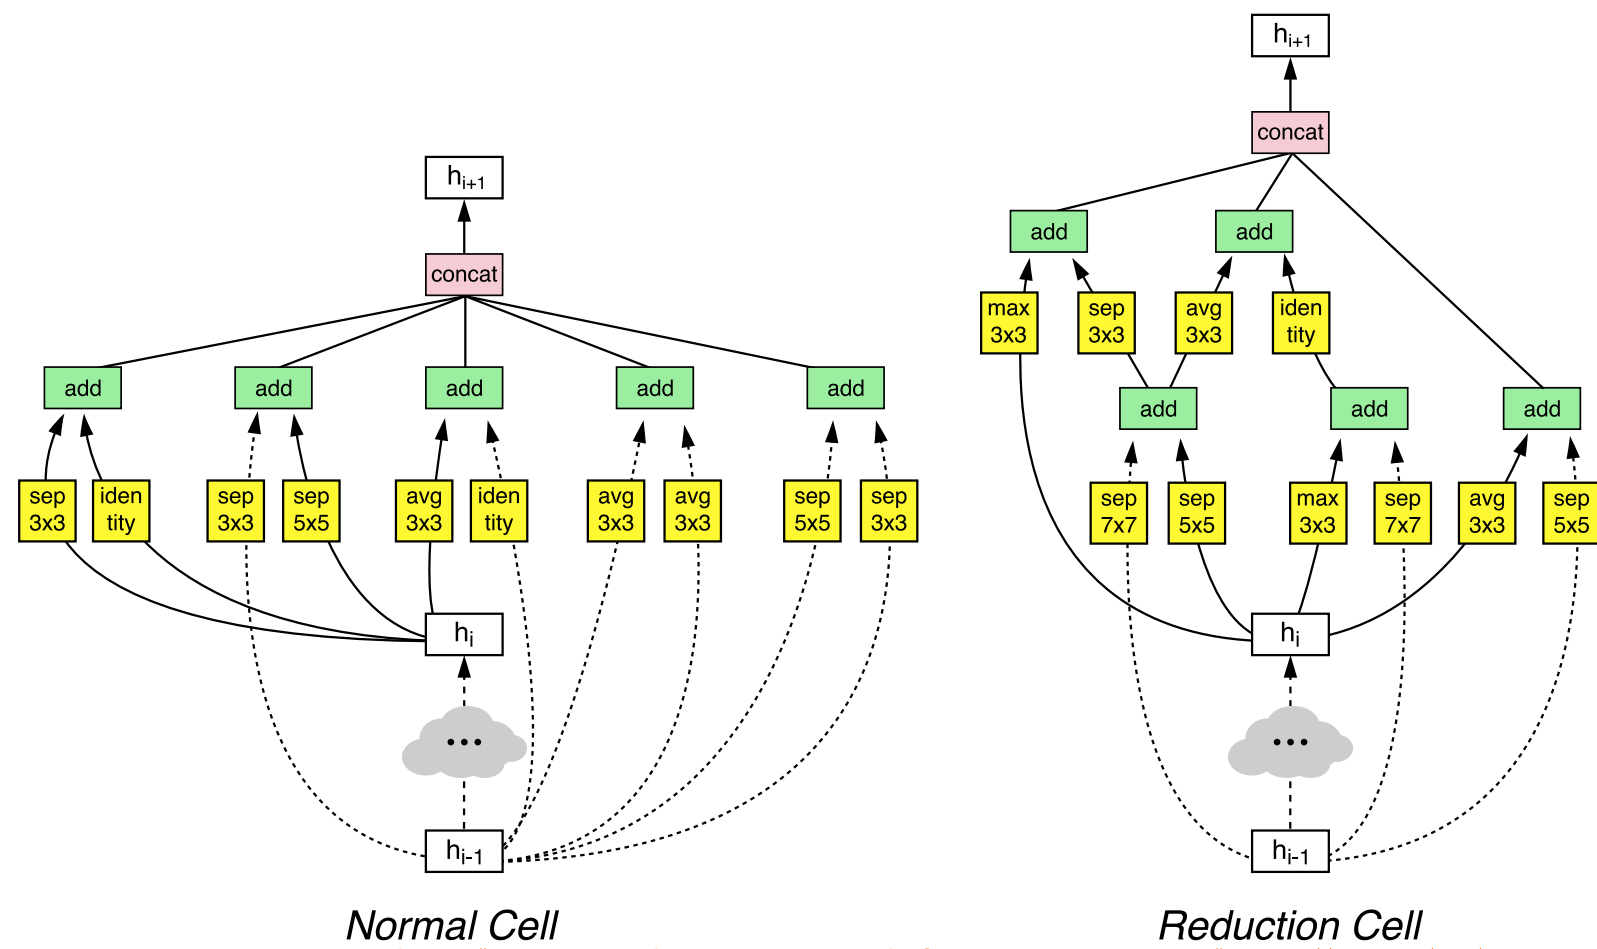 h_{i+1}
concat
add add add add add
sep 3x3
iden tity
sep 3x3
sep 5x5
avg 3x3
iden tity
avg 3x3
avg 3x3
sep 5x5
sep 3x3
h_i
...
h_{i-1}
Normal Cell
h_{i+1}
concat
add add
max 3x3
sep 3x3
avg 3x3
iden tity
add add add
sep 7x7
sep 5x5
max 3x3
sep 7x7
avg 3x3
sep 5x5
h_i
...
h_{i-1}
Reduction Cell